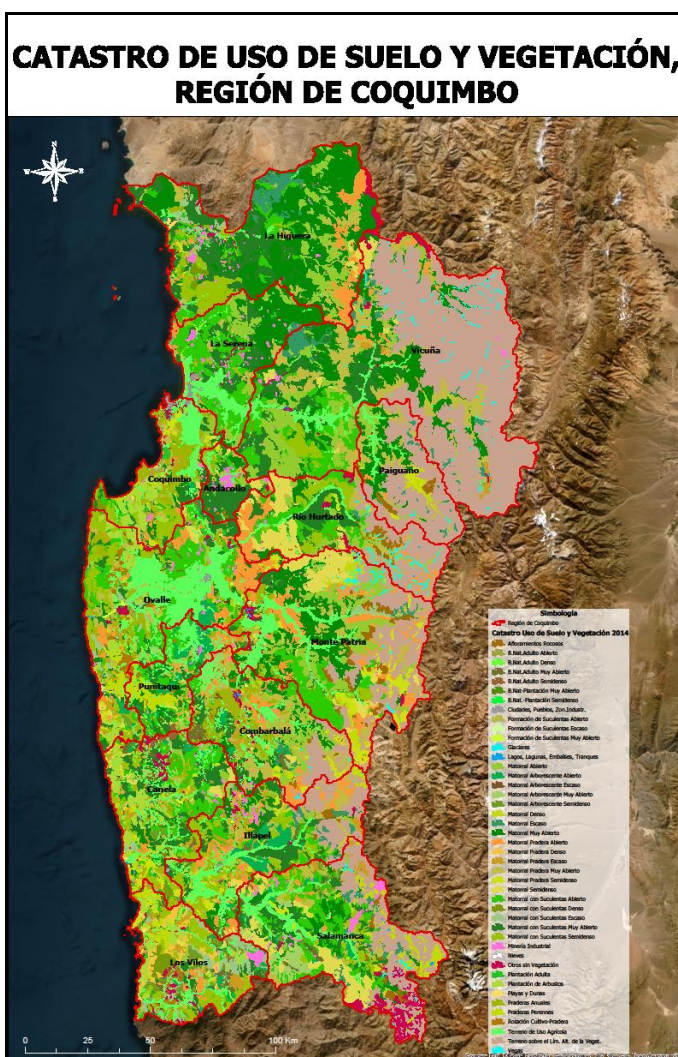 CATASTRO DE USO DE SUELO Y VEGETACIÓN,
REGIÓN DE COQUIMBO
La Higuera
La Serena
Vicuña
Paiguano
Coquimbo
Andacollo
Río Hurtado
Ovalle
Monte Patria
Punitaqui
Combarbalá
Canela
Illapel
Salamanca
Los Vilos
Simbología
Región de Coquimbo
Catastro Uso de Suelo y Vegetación 2014
Afloramientos Rocosos
B.Nat.Adulto Abierto
B.Nat.Adulto Denso
B.Nat.Adulto Muy Abierto
B.Nat.Adulto Semidenso
B.Nat-Plantación Muy Abierto
B.Nat.-Plantación Semidenso
Ciudades, Pueblos, Zon.Industr.
Formación de Suculentas Abierto
Formación de Suculentas Escaso
Formación de Suculentas Muy Abierto
Glaciares
Lagos, Lagunas, Embalses, Tranques
Matorral Abierto
Matorral Arborescente Abierto
Matorral Arborescente Escaso
Matorral Arborescente Muy Abierto
Matorral Arborescente Semidenso
Matorral Denso
Matorral Escaso
Matorral Muy Abierto
Matorral Pradera Abierto
Matorral Pradera Denso
Matorral Pradera Escaso
Matorral Pradera Muy Abierto
Matorral Pradera Semidenso
Matorral Semidenso
Matorral con Suculentas Abierto
Matorral con Suculentas Denso
Matorral con Suculentas Escaso
Matorral con Suculentas Muy Abierto
Matorral con Suculentas Semidenso
Minería Industrial
Nieves
Otros sin Vegetación
Plantación Adulta
Plantación de Arbustos
Playas y Dunas
Praderas Anuales
Praderas Perennes
Rotación Cultivo-Pradera
Terreno de Uso Agrícola
Terreno sobre el Lím. Alt. de la Veget.
Vegas
0 25 50 100 Km